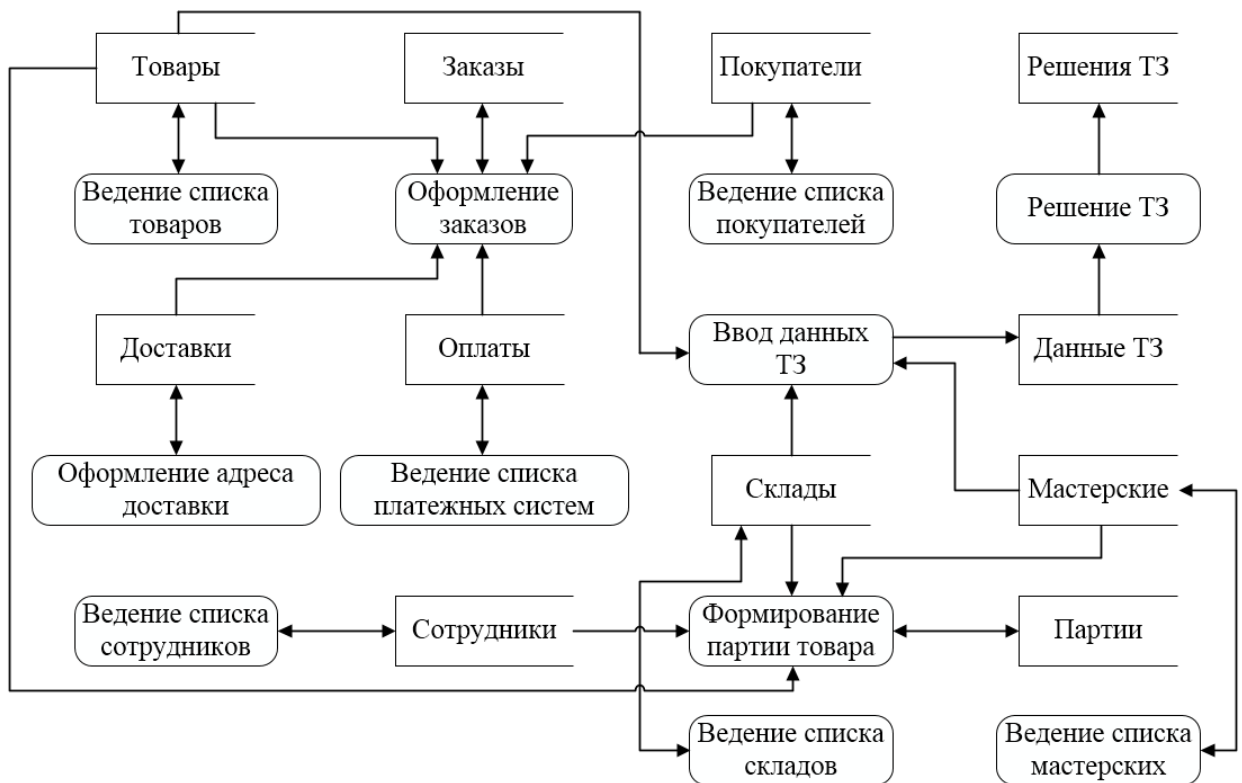 Товары
Заказы
Покупатели
Решения ТЗ
Ведение списка
товаров
Оформление
заказов
Ведение списка
покупателей
Решение ТЗ
Доставки
Оплаты
Ввод данных
ТЗ
Данные ТЗ
Оформление адреса
доставки
Ведение списка
платежных систем
Склады
Мастерские
Ведение списка
сотрудников
Сотрудники
Формирование
партии товара
Партии
Ведение списка
складов
Ведение списка
мастерских